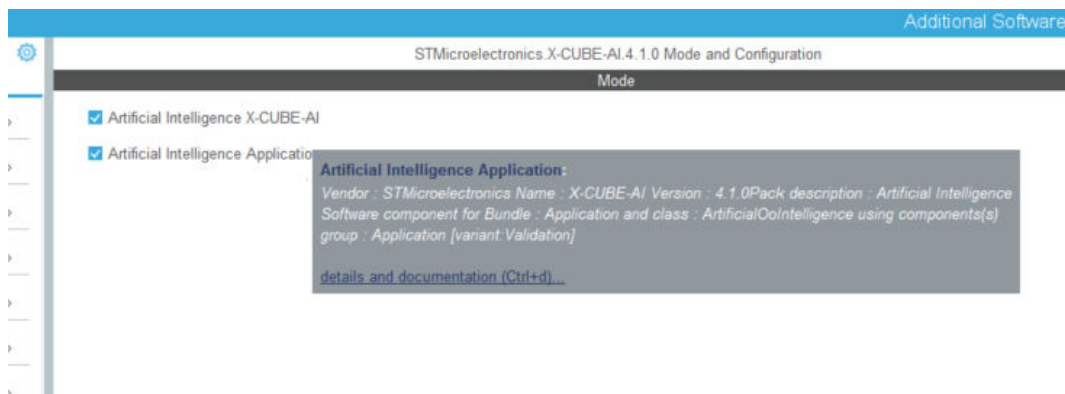 Additional Software
STMicroelectronics.X-CUBE-AI.4.1.0 Mode and Configuration
Mode
Artificial Intelligence X-CUBE-AI
Artificial Intelligence Applicatio
Artificial Intelligence Application:
Vendor : STMicroelectronics Name : X-CUBE-AI Version : 4.1.0Pack description : Artificial Intelligence
Software component for Bundle : Application and class : ArtificialOoIntelligence using components(s)
group : Application [variant:Validation]
details and documentation (Ctrl+d)...